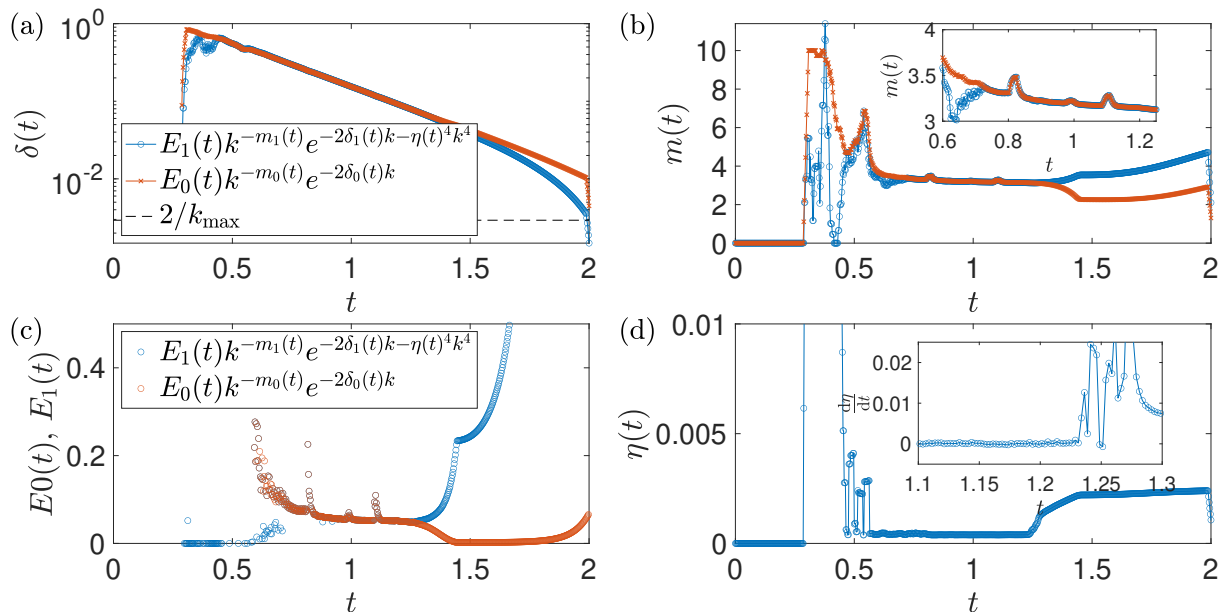 (a)
10^0
10^{-2}
δ(t)
E_1(t)k^{-m_1(t)}e^{-2δ_1(t)k-η(t)^4k^4}
E_0(t)k^{-m_0(t)}e^{-2δ_0(t)k}
2/k_max
0 0.5 1 1.5 2
t
(b)
10
8
6
4
2
0
m(t)
4
3.5
3
m(t)
0.6 0.8 1 1.2
t
0 0.5 1 1.5 2
t
(c)
0.4
0.2
0
E0(t), E_1(t)
E_1(t)k^{-m_1(t)}e^{-2δ_1(t)k-η(t)^4k^4}
E_0(t)k^{-m_0(t)}e^{-2δ_0(t)k}
0 0.5 1 1.5 2
t
(d)
0.01
0.005
0
η(t)
0.02
0.01
0
dη/dt
1.1 1.15 1.2 1.25 1.3
t
0 0.5 1 1.5 2
t